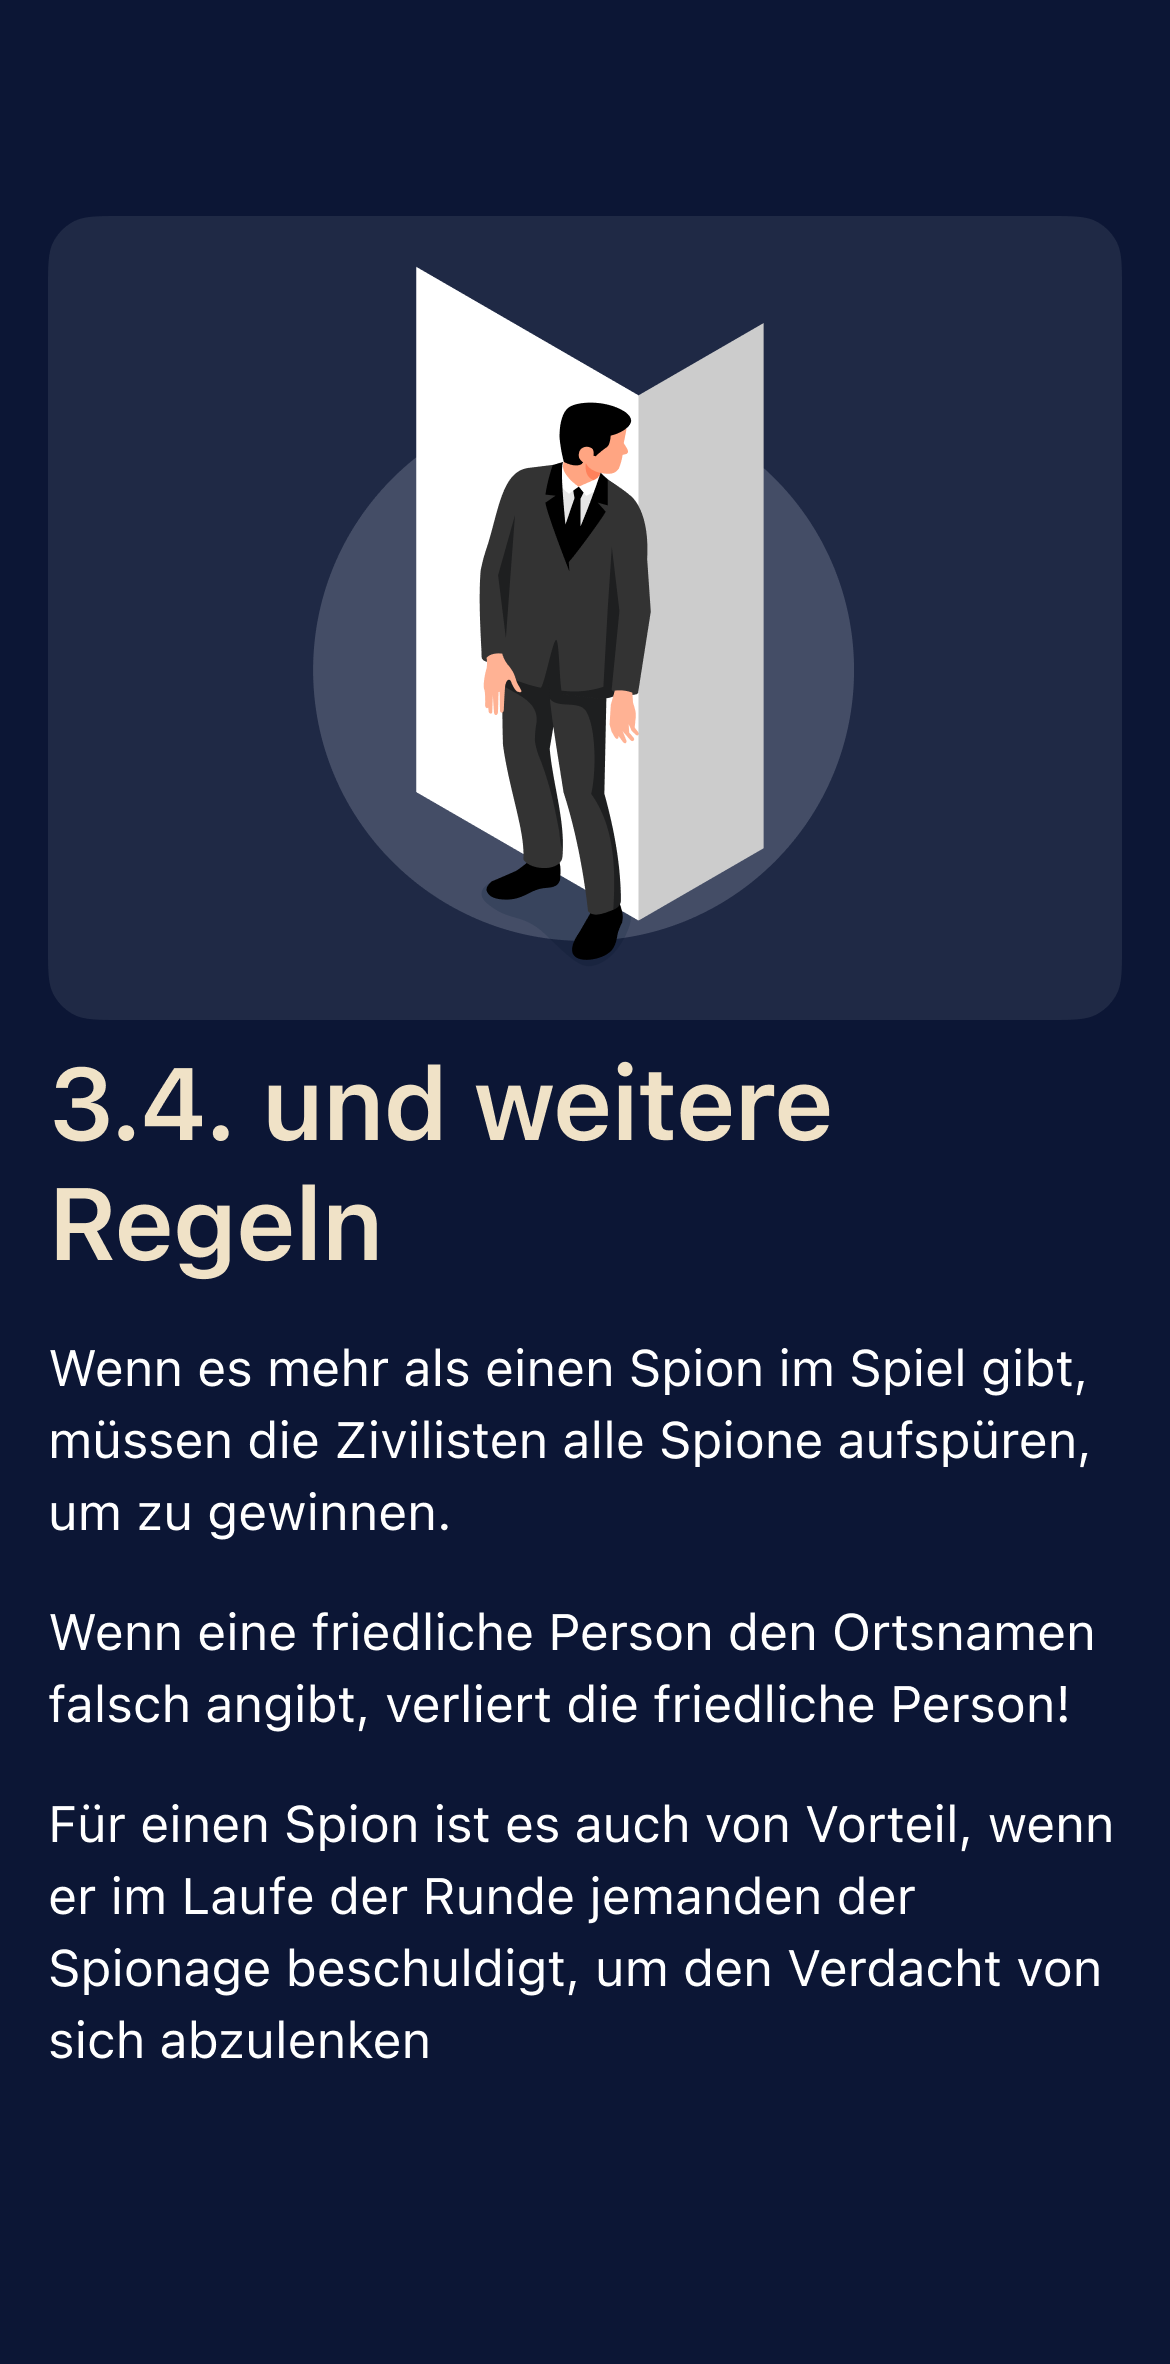 3.4. und weitere
Regeln
Wenn es mehr als einen Spion im Spiel gibt,
müssen die Zivilisten alle Spione aufspüren,
um zu gewinnen.
Wenn eine friedliche Person den Ortsnamen
falsch angibt, verliert die friedliche Person!
Für einen Spion ist es auch von Vorteil, wenn
er im Laufe der Runde jemanden der
Spionage beschuldigt, um den Verdacht von
sich abzulenken